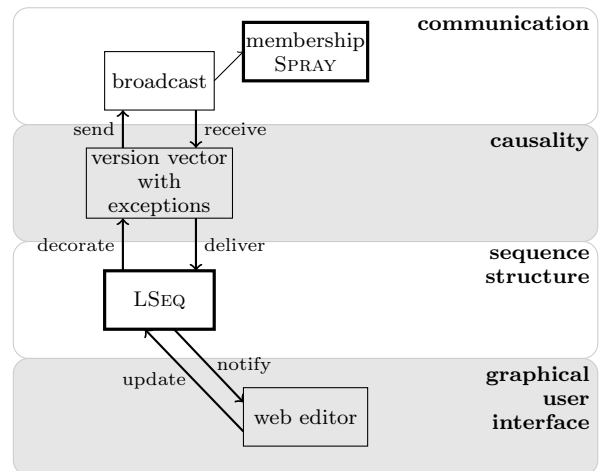 communication
membership
SPRAY
broadcast
send
receive
causality
version vector
with
exceptions
decorate
deliver
sequence
structure
LSEQ
notify
update
graphical
user
interface
web editor